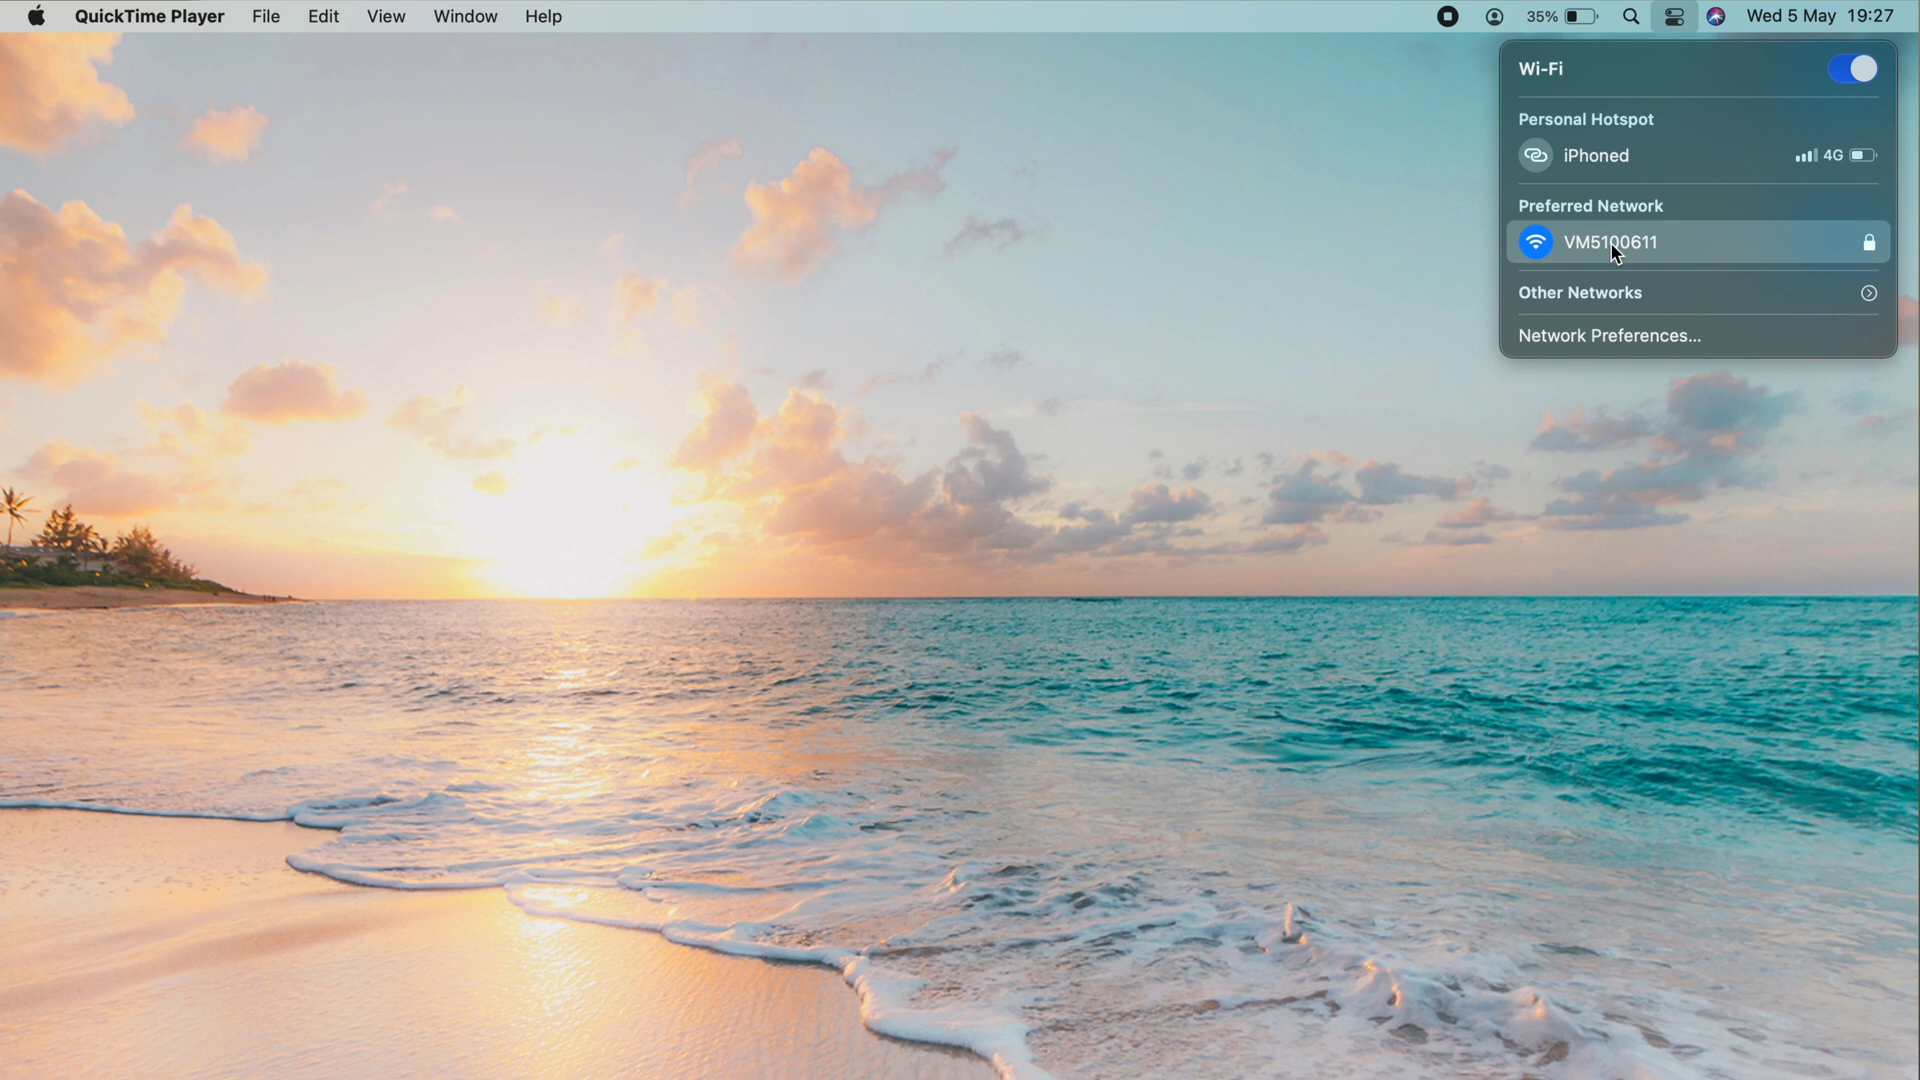 QuickTime Player File Edit View Window Help 35% Wed 5 May 19:27
Wi-Fi
Personal Hotspot
iPhoned 4G
Preferred Network
VM5100611
Other Networks
Network Preferences...